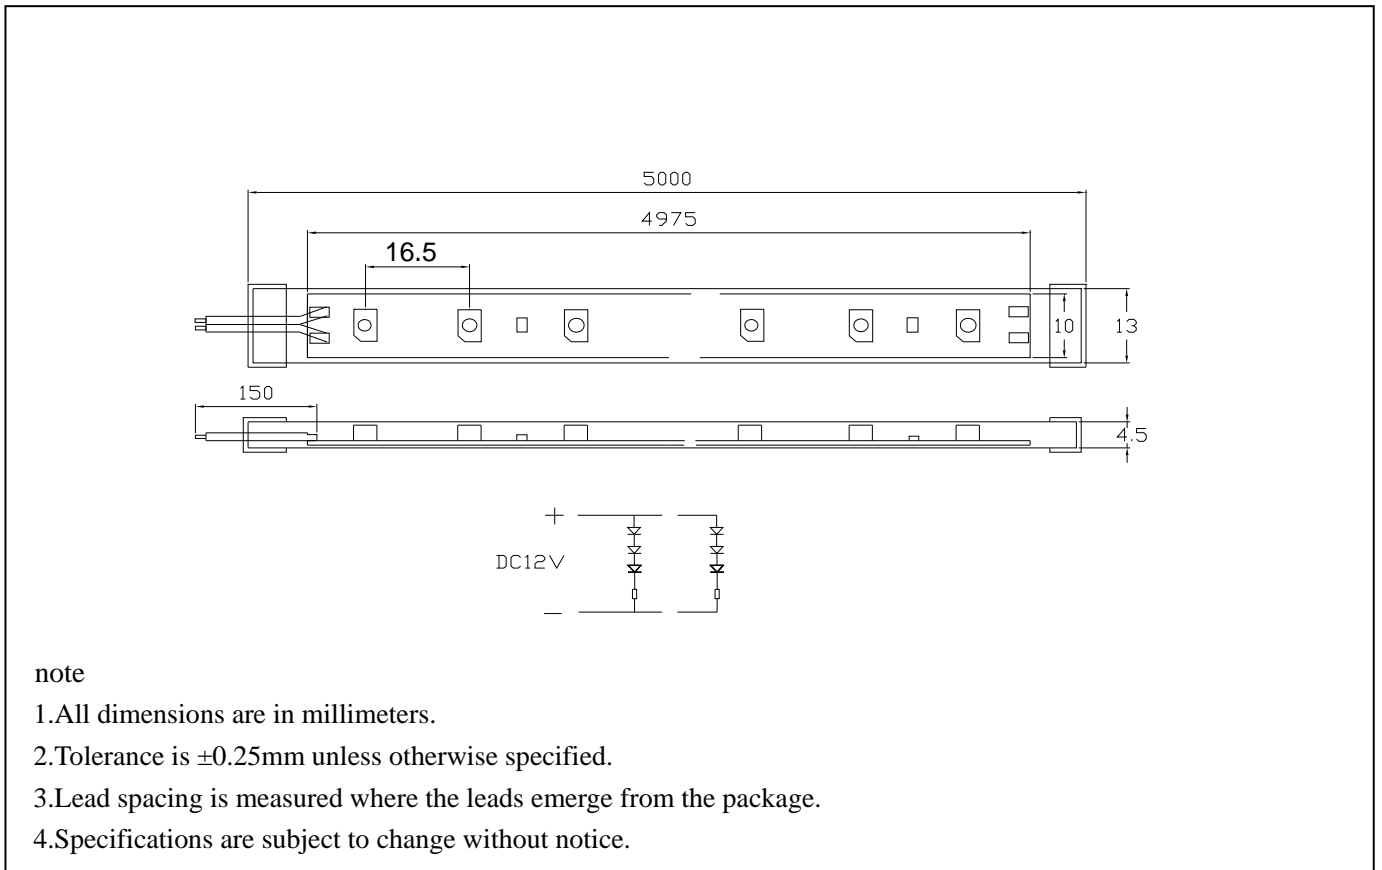 5000
4975
16.5
10
13
150
4.5
+
DC12V
—
note
1.All dimensions are in millimeters.
2.Tolerance is ±0.25mm unless otherwise specified.
3.Lead spacing is measured where the leads emerge from the package.
4.Specifications are subject to change without notice.